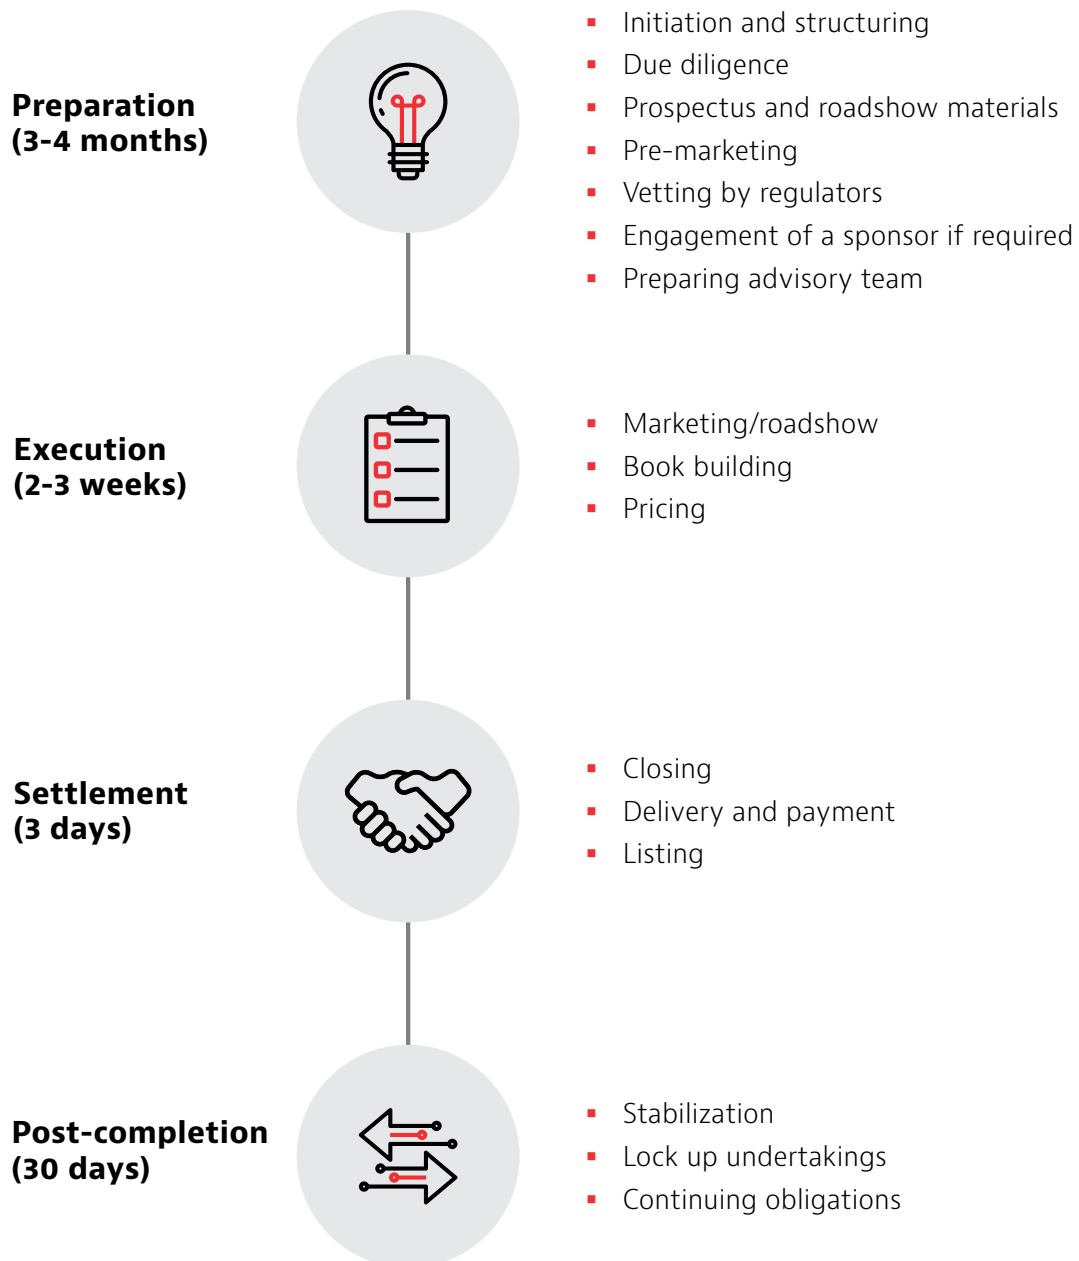 Preparation
(3-4 months)
▪ Initiation and structuring
▪ Due diligence
▪ Prospectus and roadshow materials
▪ Pre-marketing
▪ Vetting by regulators
▪ Engagement of a sponsor if required
▪ Preparing advisory team
Execution
(2-3 weeks)
▪ Marketing/roadshow
▪ Book building
▪ Pricing
Settlement
(3 days)
▪ Closing
▪ Delivery and payment
▪ Listing
Post-completion
(30 days)
▪ Stabilization
▪ Lock up undertakings
▪ Continuing obligations